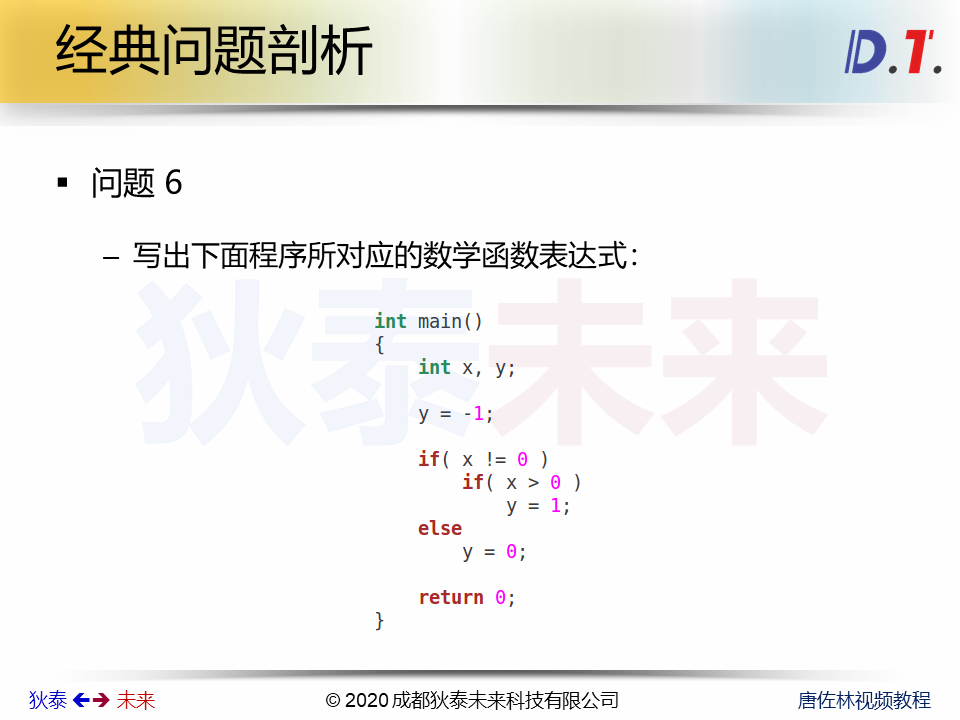 经典问题剖析
D.T.
▪ 问题 6
– 写出下面程序所对应的数学函数表达式：
狄泰未来
int main()
{
    int x, y;
    y = -1;
    if( x != 0 )
        if( x > 0 )
            y = 1;
    else
        y = 0;
    return 0;
}
狄泰 未来
© 2020 成都狄泰未来科技有限公司
唐佐林视频教程